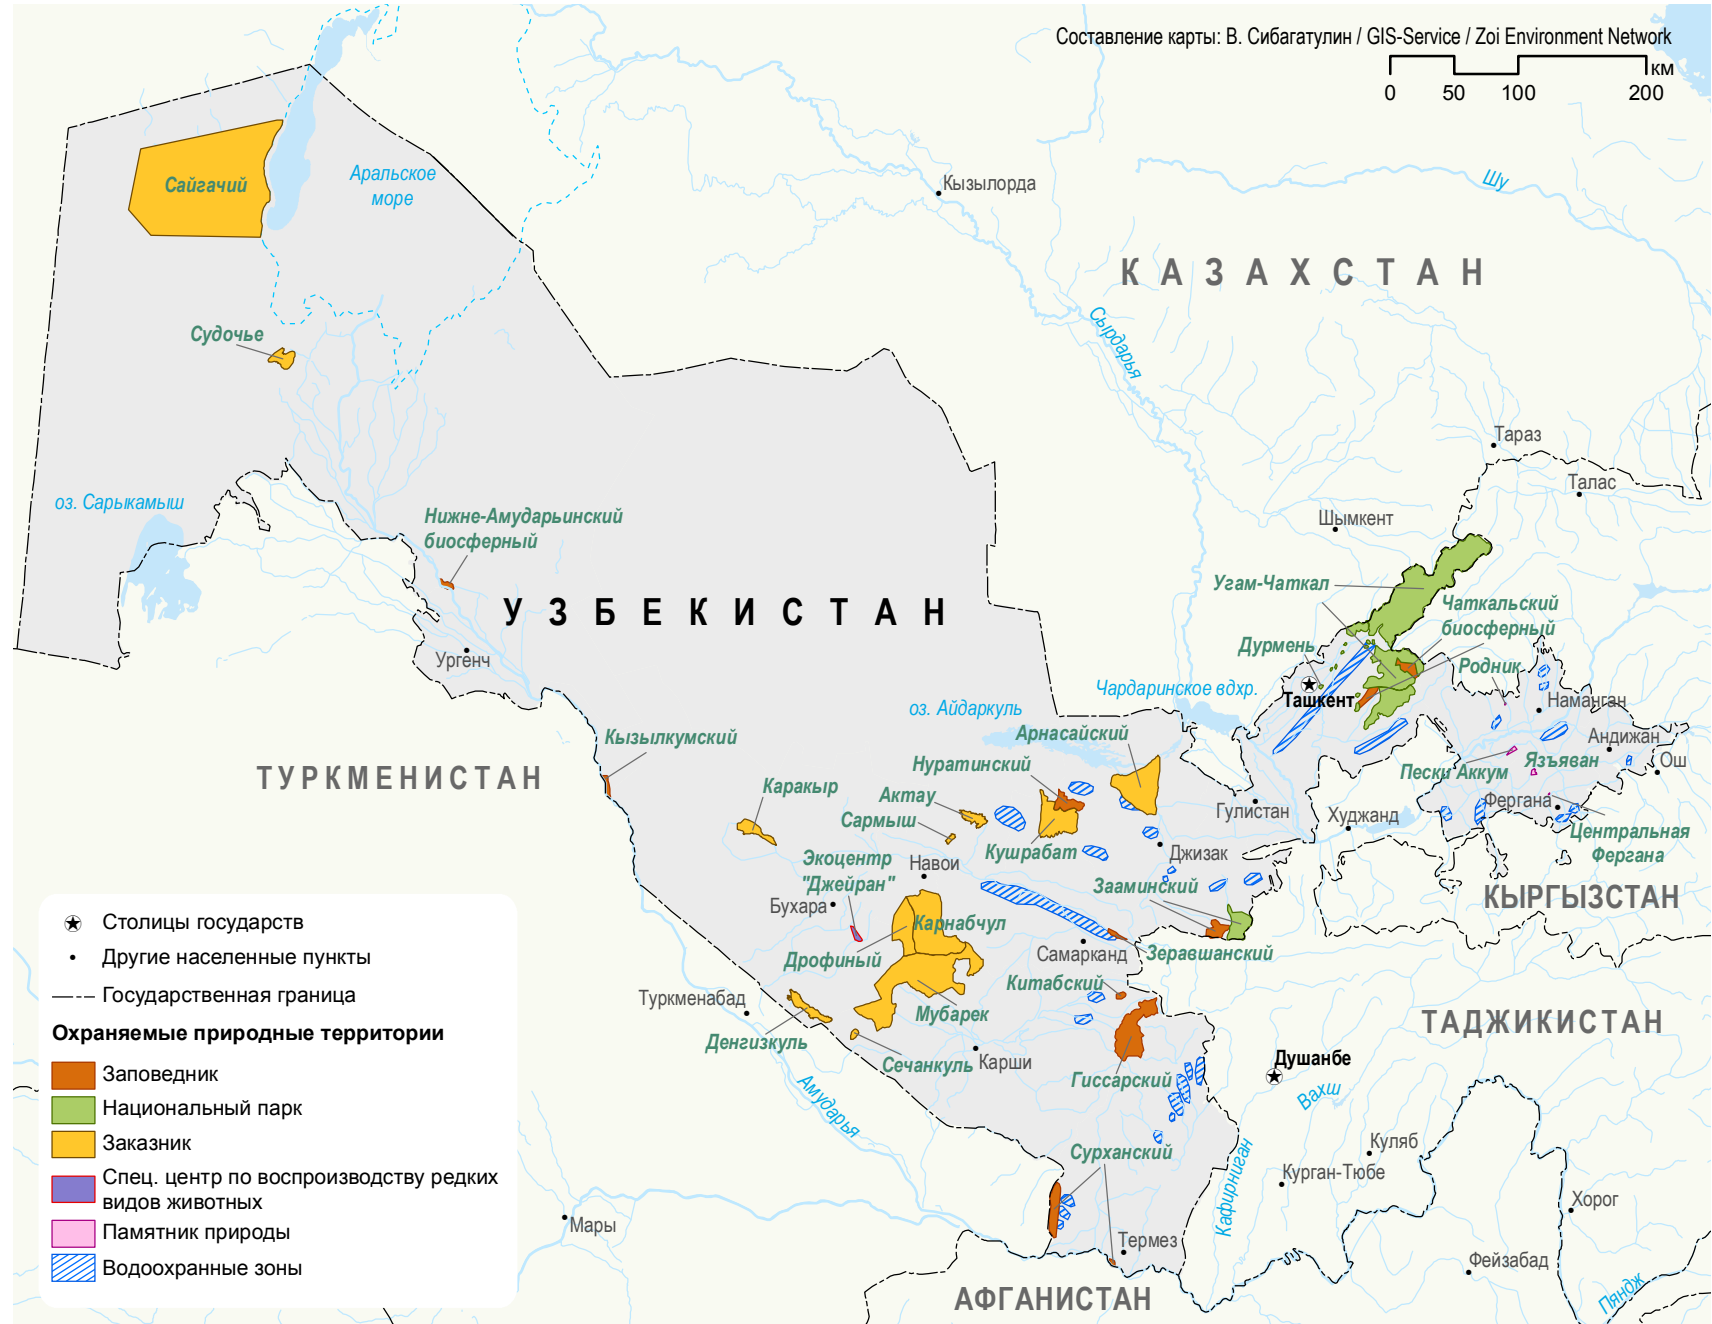 Составление карты: В. Сибагатулин / GIS-Service / Zoi Environment Network
км
0 50 100 200
Сайгачий
Аральское
море
Кызылорда
Шу
КАЗАХСТАН
Сырдарья
Судочье
Тараз
Талас
оз. Сарыкамыш
Нижне-Амударьинский
биосферный
Шымкент
Угам-Чаткал
Чаткальский
биосферный
УЗБЕКИСТАН
Дурмень
Родник
Ургенч
Ташкент
Чардаринское вдхр.
Наманган
оз. Айдаркуль
Арнасайский
Андижан
Кызылкумский
Нуратинский
Пески Аккум
Язъяван
Ош
ТУРКМЕНИСТАН
Каракыр
Актау
Сармыш
Гулистан
Худжанд
Фергана
Центральная
Фергана
Кушрабат
Джизак
Экоцентр
"Джейран"
Навои
Зааминский
КЫРГЫЗСТАН
Бухара
Карнабчул
Дрофиный
Самарканд
Зеравшанский
Китабский
Туркменабад
Мубарек
ТАДЖИКИСТАН
Денгизкуль
Сечанкуль
Карши
Гиссарский
Душанбе
Вахш
Амударья
Сурханский
Куляб
Кафирниган
Курган-Тюбе
Хорог
Мары
Термез
Фейзабад
АФГАНИСТАН
Пяндж
Столицы государств
Другие населенные пункты
Государственная граница
Охраняемые природные территории
Заповедник
Национальный парк
Заказник
Спец. центр по воспроизводству редких
видов животных
Памятник природы
Водоохранные зоны